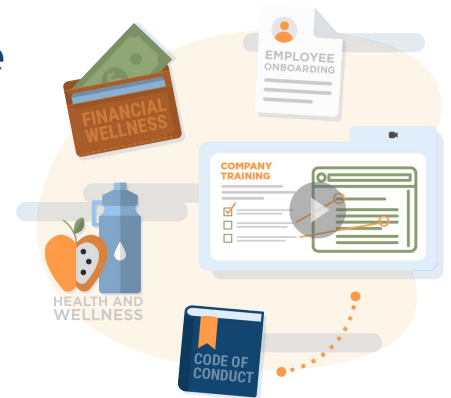 e
EMPLOYEE
ONBOARDING
FINANCIAL
WELLNESS
COMPANY
TRAINING
HEALTH AND
WELLNESS
CODE OF
CONDUCT